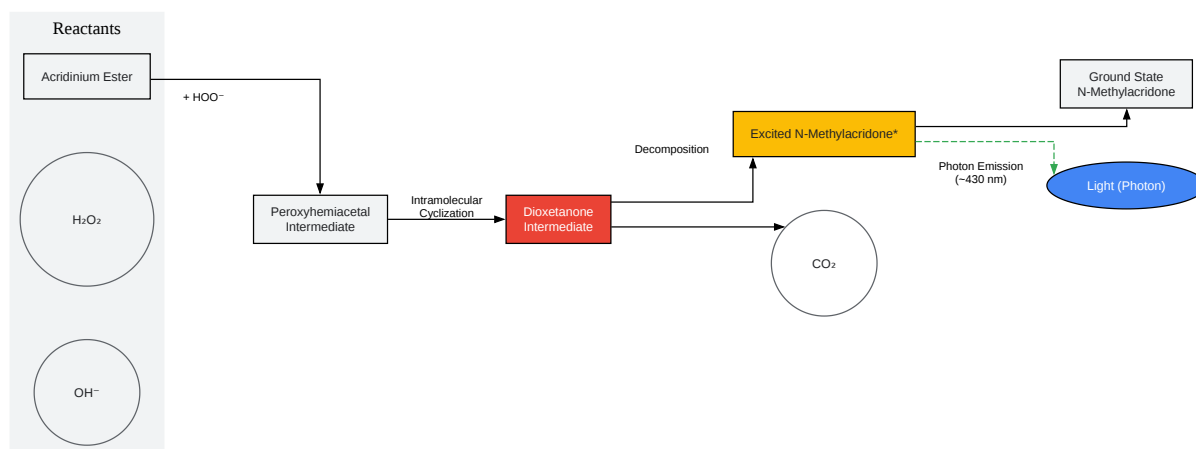 Reactants
Acridinium Ester
+ HOO⁻
H₂O₂
OH⁻
Peroxyhemiacetal
Intermediate
Intramolecular
Cyclization
Dioxetanone
Intermediate
Decomposition
Excited N-Methylacridone*
CO₂
Photon Emission
(~430 nm)
Ground State
N-Methylacridone
Light (Photon)